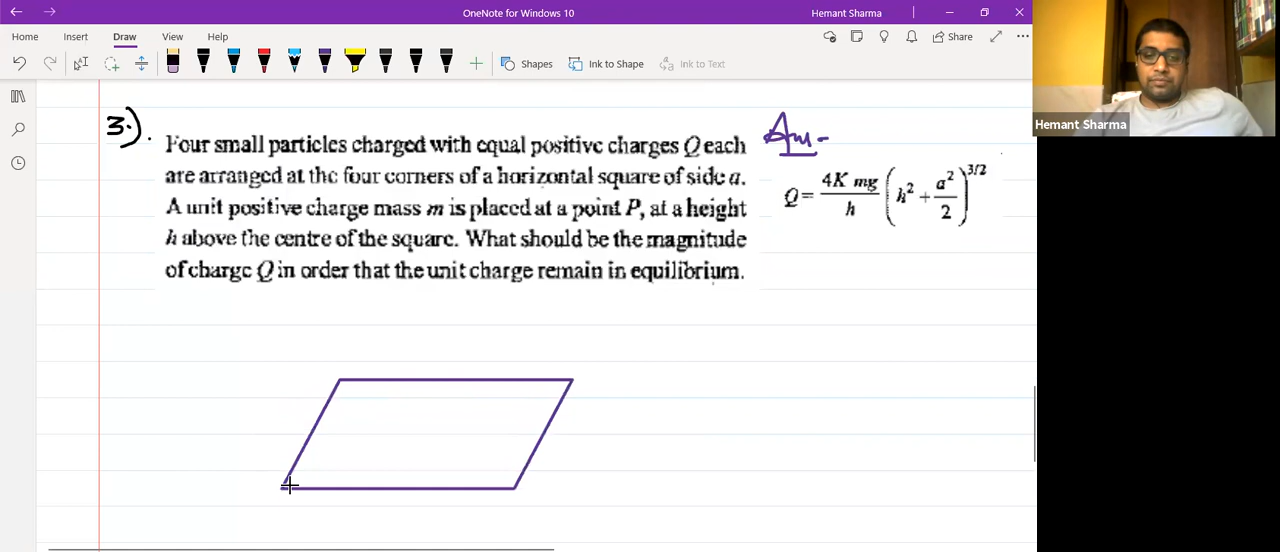 OneNote for Windows 10
Hemant Sharma
Home Insert Draw View Help
Share
Shapes
Ink to Shape
Ink to Text
3.).
Four small particles charged with equal positive charges Q each
are arranged at the four corners of a horizontal square of side a.
A unit positive charge mass m is placed at a point P, at a height
h above the centre of the square. What should be the magnitude
of charge Q in order that the unit charge remain in equilibrium.
Q = 4K mg / h (h² + a²/2)^3/2
Hemant Sharma